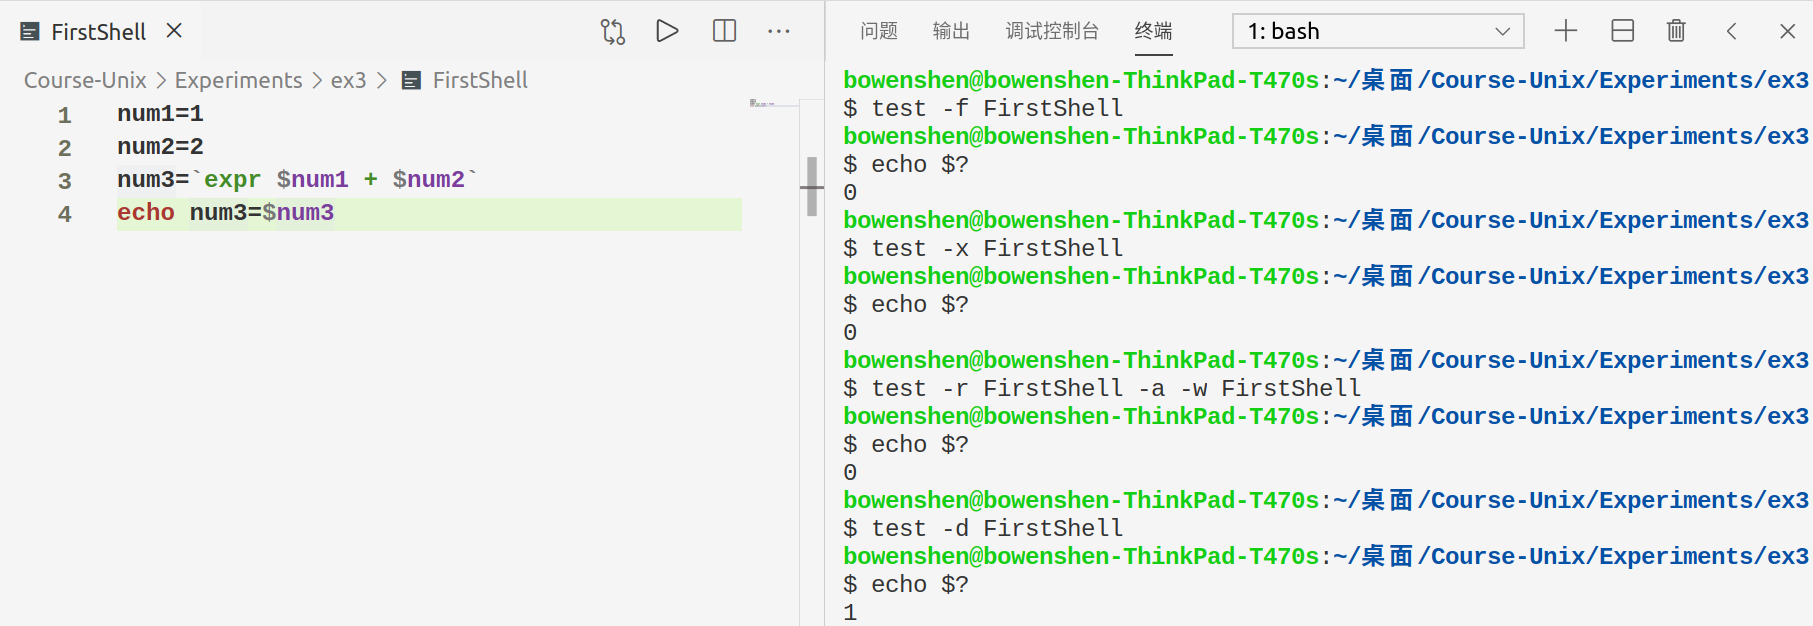 FirstShell
Course-Unix > Experiments > ex3 > FirstShell
1 num1=1
2 num2=2
3 num3=`expr $num1 + $num2`
4 echo num3=$num3
问题 输出 调试控制台 终端 1: bash
bowenshen@bowenshen-ThinkPad-T470s:~/桌面/Course-Unix/Experiments/ex3
$ test -f FirstShell
bowenshen@bowenshen-ThinkPad-T470s:~/桌面/Course-Unix/Experiments/ex3
$ echo $?
0
bowenshen@bowenshen-ThinkPad-T470s:~/桌面/Course-Unix/Experiments/ex3
$ test -x FirstShell
bowenshen@bowenshen-ThinkPad-T470s:~/桌面/Course-Unix/Experiments/ex3
$ echo $?
0
bowenshen@bowenshen-ThinkPad-T470s:~/桌面/Course-Unix/Experiments/ex3
$ test -r FirstShell -a -w FirstShell
bowenshen@bowenshen-ThinkPad-T470s:~/桌面/Course-Unix/Experiments/ex3
$ echo $?
0
bowenshen@bowenshen-ThinkPad-T470s:~/桌面/Course-Unix/Experiments/ex3
$ test -d FirstShell
bowenshen@bowenshen-ThinkPad-T470s:~/桌面/Course-Unix/Experiments/ex3
$ echo $?
1